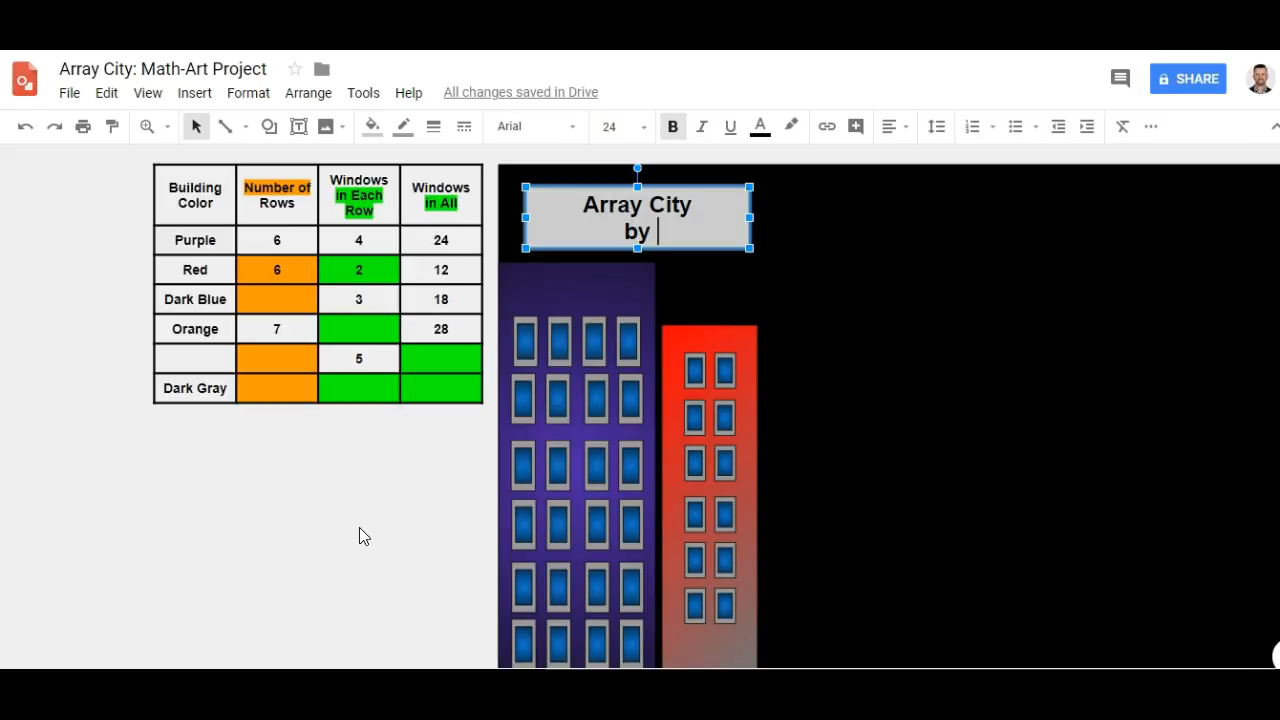 Array City: Math-Art Project
File Edit View Insert Format Arrange Tools Help All changes saved in Drive
SHARE
Arial 24 B I U A
Building Color Number of Rows Windows in Each Row Windows in All
Purple 6 4 24
Red 6 2 12
Dark Blue 3 18
Orange 7 28
5
Dark Gray
Array City
by